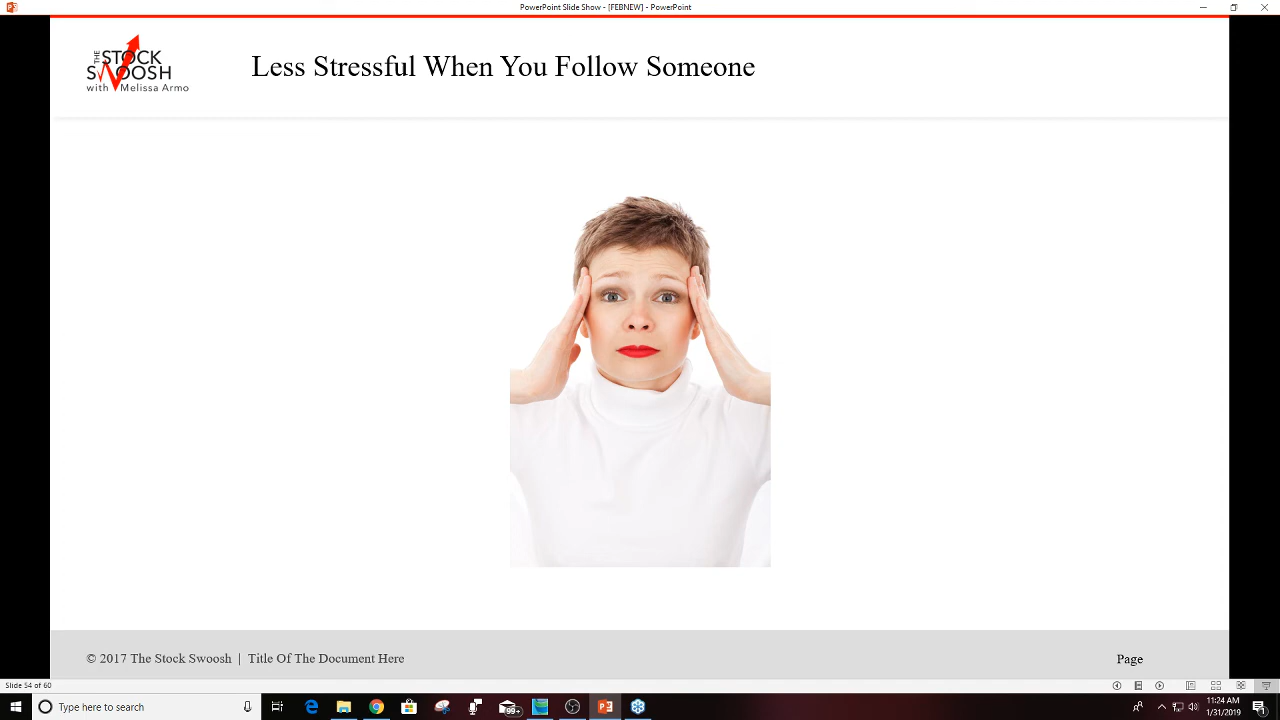 PowerPoint Slide Show - [FEBNEW] - PowerPoint
THE STOCK
SWOOSH
with Melissa Armo
Less Stressful When You Follow Someone
© 2017 The Stock Swoosh | Title Of The Document Here
Page
Slide 54 of 60
Type here to search
99+
11:24 AM
1/31/2019
1